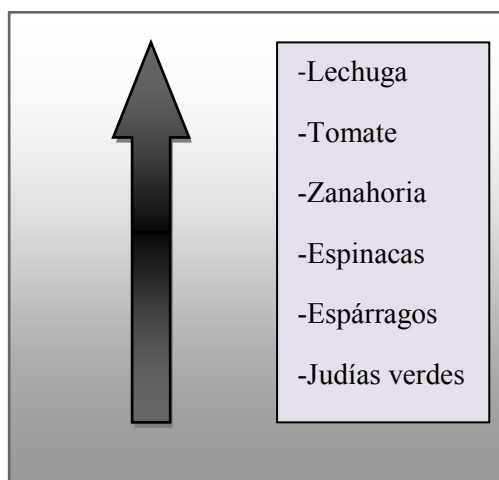 -Lechuga
-Tomate
-Zanahoria
-Espinacas
-Espárragos
-Judías verdes